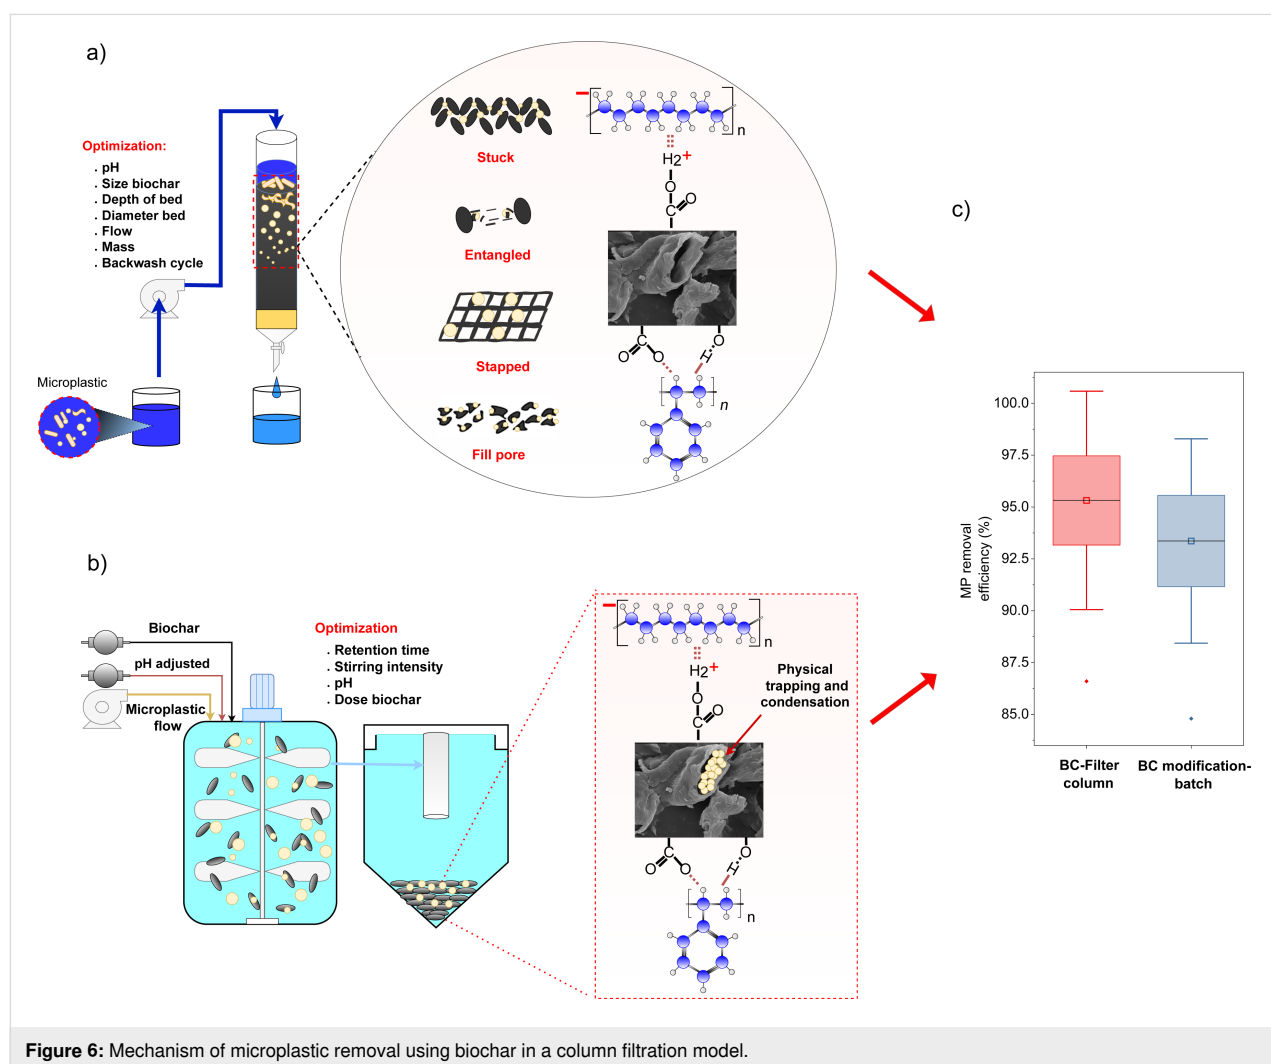 a)
Optimization:
. pH
. Size biochar
. Depth of bed
. Diameter bed
. Flow
. Mass
. Backwash cycle
Microplastic
Stuck
Entangled
Stapped
Fill pore
n
H2+
O
C O
C
O O
O
H
n
b)
Biochar
pH adjusted
Microplastic
flow
Optimization
. Retention time
. Stirring intensity
. pH
. Dose biochar
n
H2+
O
C O
Physical
trapping and
condensation
C
O O
O
H
n
c)
MP removal
efficiency (%)
100.0
97.5
95.0
92.5
90.0
87.5
85.0
BC-Filter
column
BC modification-
batch
Figure 6: Mechanism of microplastic removal using biochar in a column filtration model.